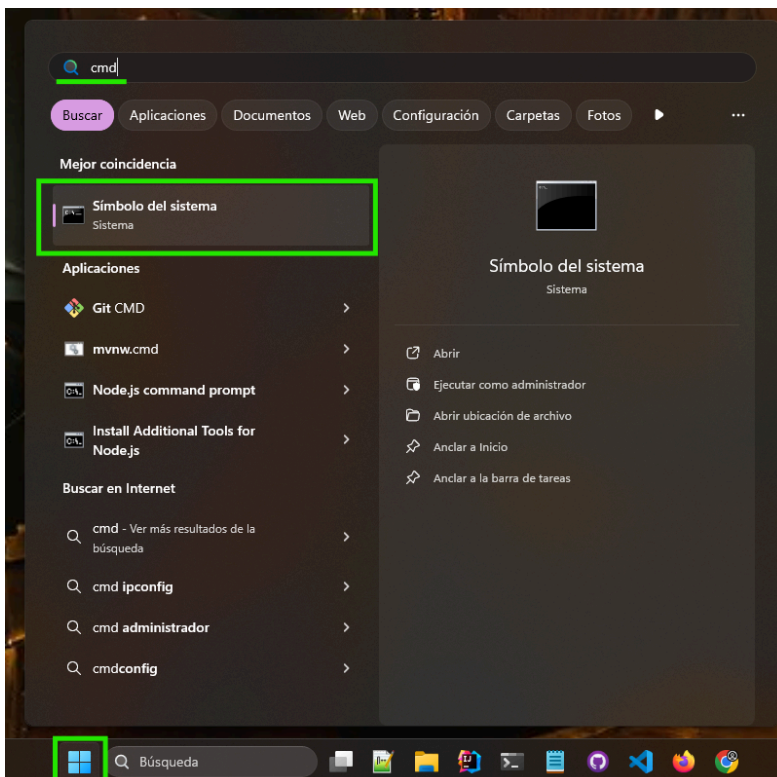 cmd
Buscar Aplicaciones Documentos Web Configuración Carpetas Fotos ...
Mejor coincidencia
Símbolo del sistema
Sistema
Aplicaciones
Git CMD
mvnw.cmd
Node.js command prompt
Install Additional Tools for
Node.js
Buscar en Internet
cmd - Ver más resultados de la
búsqueda
cmd ipconfig
cmd administrador
cmdconfig
Símbolo del sistema
Sistema
Abrir
Ejecutar como administrador
Abrir ubicación de archivo
Anclar a Inicio
Anclar a la barra de tareas
Búsqueda